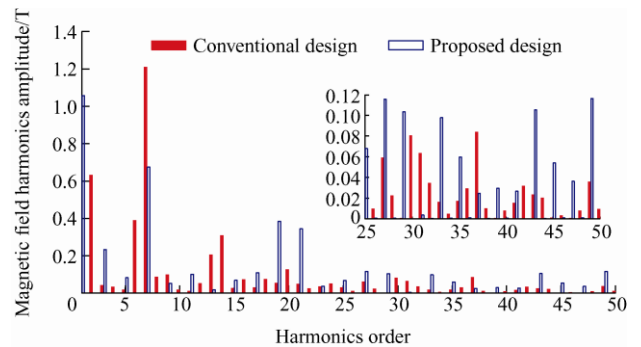 Magnetic field harmonics amplitude/T
1.4
1.2
1.0
0.8
0.6
0.4
0.2
Conventional design
Proposed design
0.12
0.10
0.08
0.06
0.04
0.02
0
25 30 35 40 45 50
0 5 10 15 20 25 30 35 40 45 50
Harmonics order